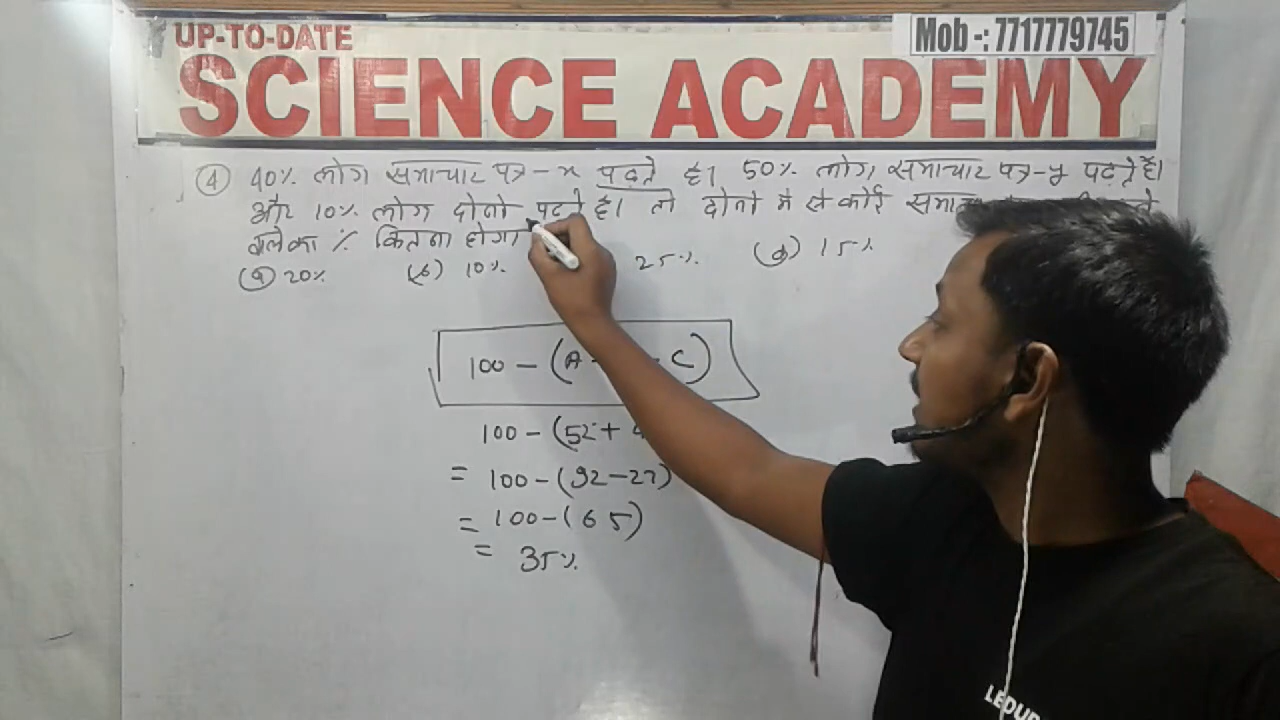 UP-TO-DATE
SCIENCE ACADEMY
Mob -: 7717779745
④ 40% लोग समाचार पत्र - x पढ़ते है। 50% लोग समाचार पत्र - y पढ़ते हैं।
और 10% लोग दोनो पढ़ते है। तो दोनो मे से कोई
वाले का % कितना होगा
(a) 20% (b) 10% 25% (d) 15%
100 - (A - C)
100 - (52 +
= 100 - (92 - 27)
= 100 - (65)
= 35%
LEDUR